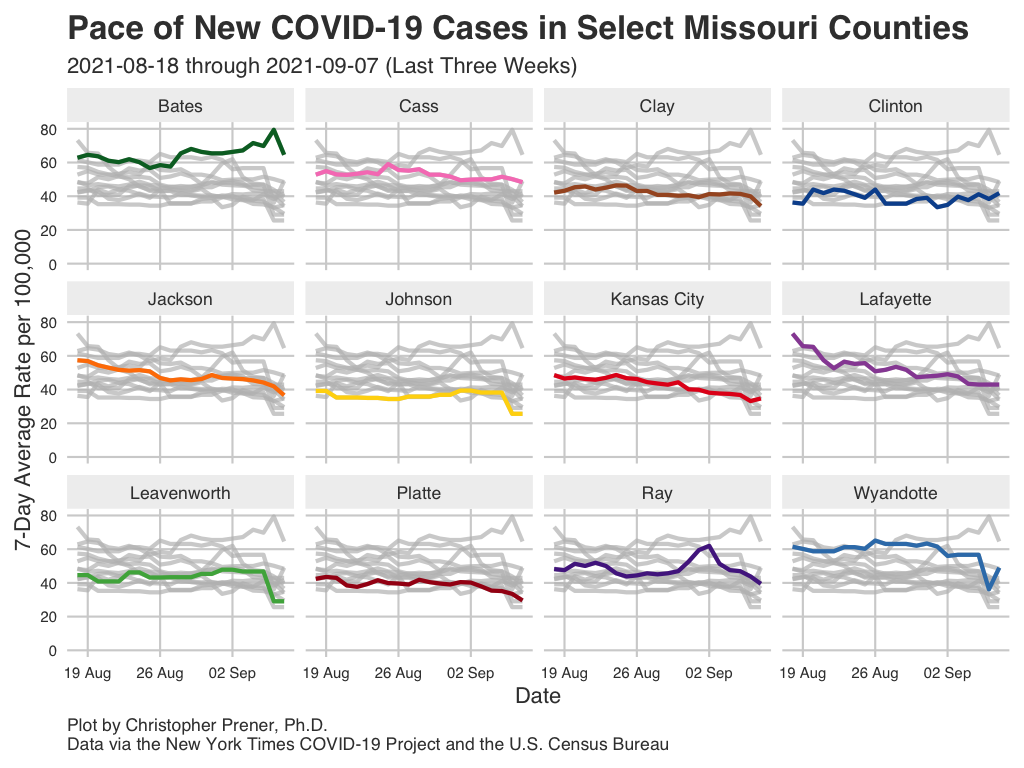 Pace of New COVID-19 Cases in Select Missouri Counties
2021-08-18 through 2021-09-07 (Last Three Weeks)
Bates Cass Clay Clinton
80
60
40
20
0
Jackson Johnson Kansas City Lafayette
80
60
40
20
0
Leavenworth Platte Ray Wyandotte
80
60
40
20
0
7-Day Average Rate per 100,000
19 Aug 26 Aug 02 Sep 19 Aug 26 Aug 02 Sep 19 Aug 26 Aug 02 Sep 19 Aug 26 Aug 02 Sep
Date
Plot by Christopher Prener, Ph.D.
Data via the New York Times COVID-19 Project and the U.S. Census Bureau